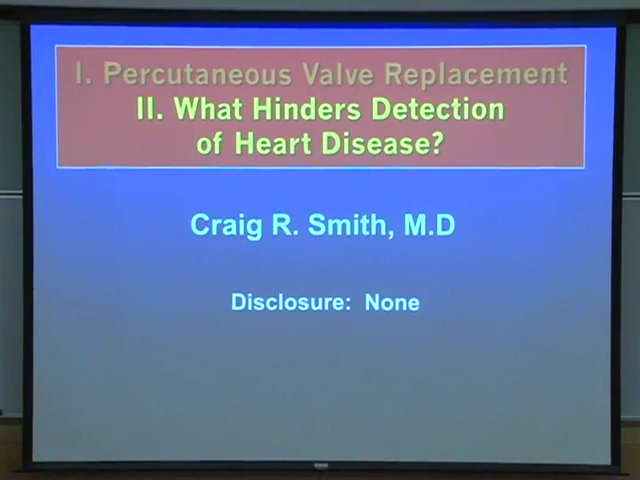 I. Percutaneous Valve Replacement
II. What Hinders Detection
of Heart Disease?
Craig R. Smith, M.D
Disclosure: None